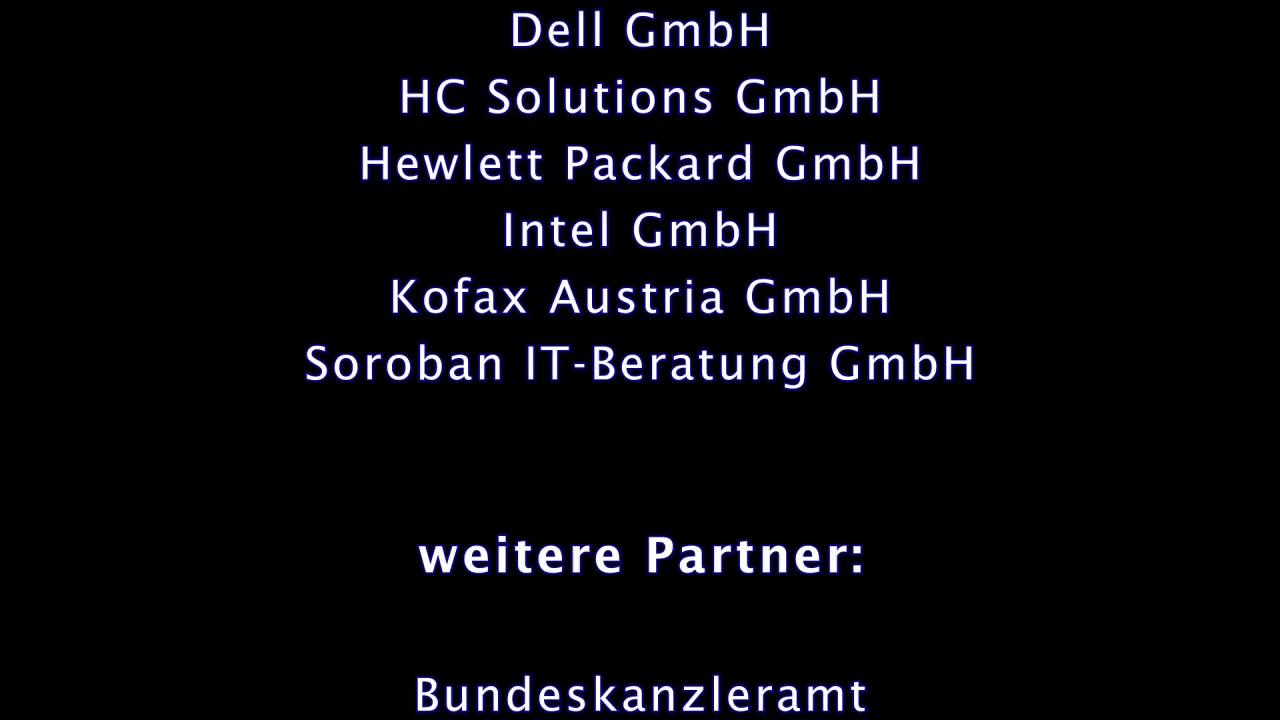 Dell GmbH
HC Solutions GmbH
Hewlett Packard GmbH
Intel GmbH
Kofax Austria GmbH
Soroban IT-Beratung GmbH
weitere Partner:
Bundeskanzleramt